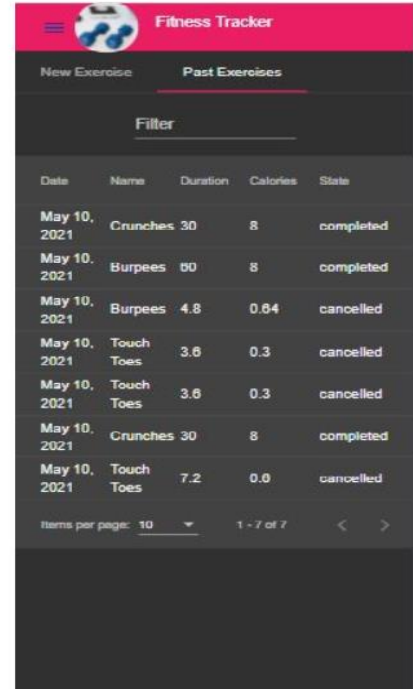 Fitness Tracker
New Exercise Past Exercises
Filter
Date Name Duration Calories State
May 10, 2021 Crunches 30 8 completed
May 10, 2021 Burpees 60 8 completed
May 10, 2021 Burpees 4.8 0.64 cancelled
May 10, 2021 Touch Toes 3.6 0.3 cancelled
May 10, 2021 Touch Toes 3.6 0.3 cancelled
May 10, 2021 Crunches 30 8 completed
May 10, 2021 Touch Toes 7.2 0.6 cancelled
Items per page: 10 1 - 7 of 7